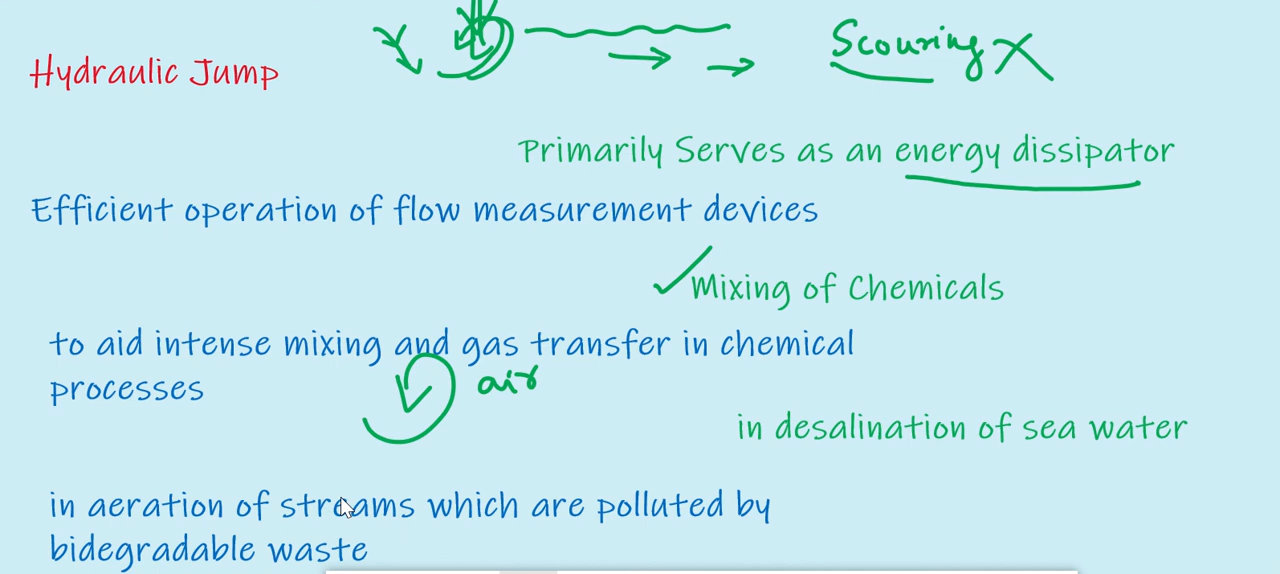 Scouring X
Hydraulic Jump
Primarily Serves as an energy dissipator
Efficient operation of flow measurement devices
Mixing of Chemicals
to aid intense mixing and gas transfer in chemical
processes
air
in desalination of sea water
in aeration of streams which are polluted by
bidegradable waste